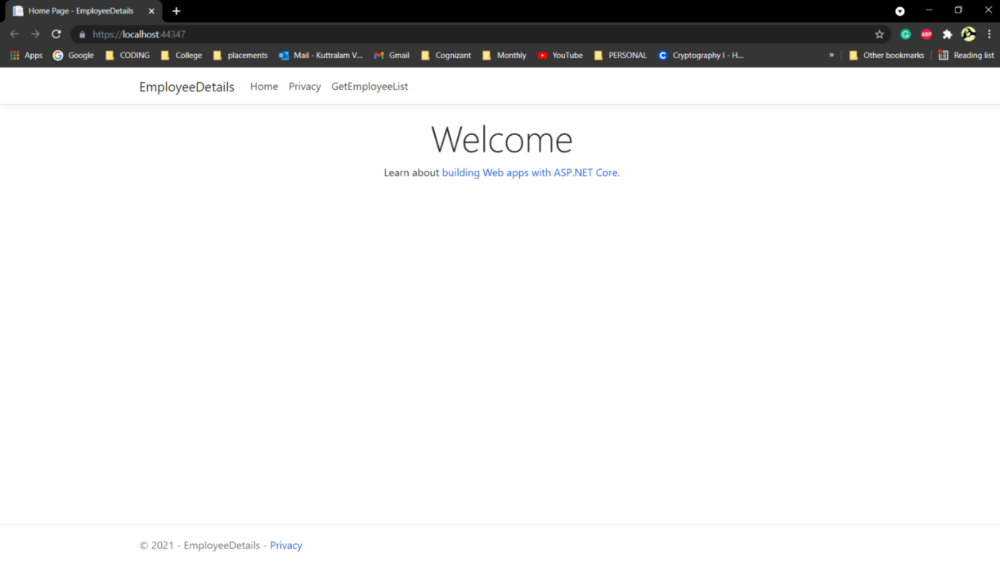 Home Page - EmployeeDetails
https://localhost:44347
ABP
Apps Google CODING College placements Mail - Kuttralam V... Gmail Cognizant Monthly YouTube PERSONAL Cryptography I - H... » Other bookmarks Reading list
EmployeeDetails Home Privacy GetEmployeeList
Welcome
Learn about building Web apps with ASP.NET Core.
© 2021 - EmployeeDetails - Privacy